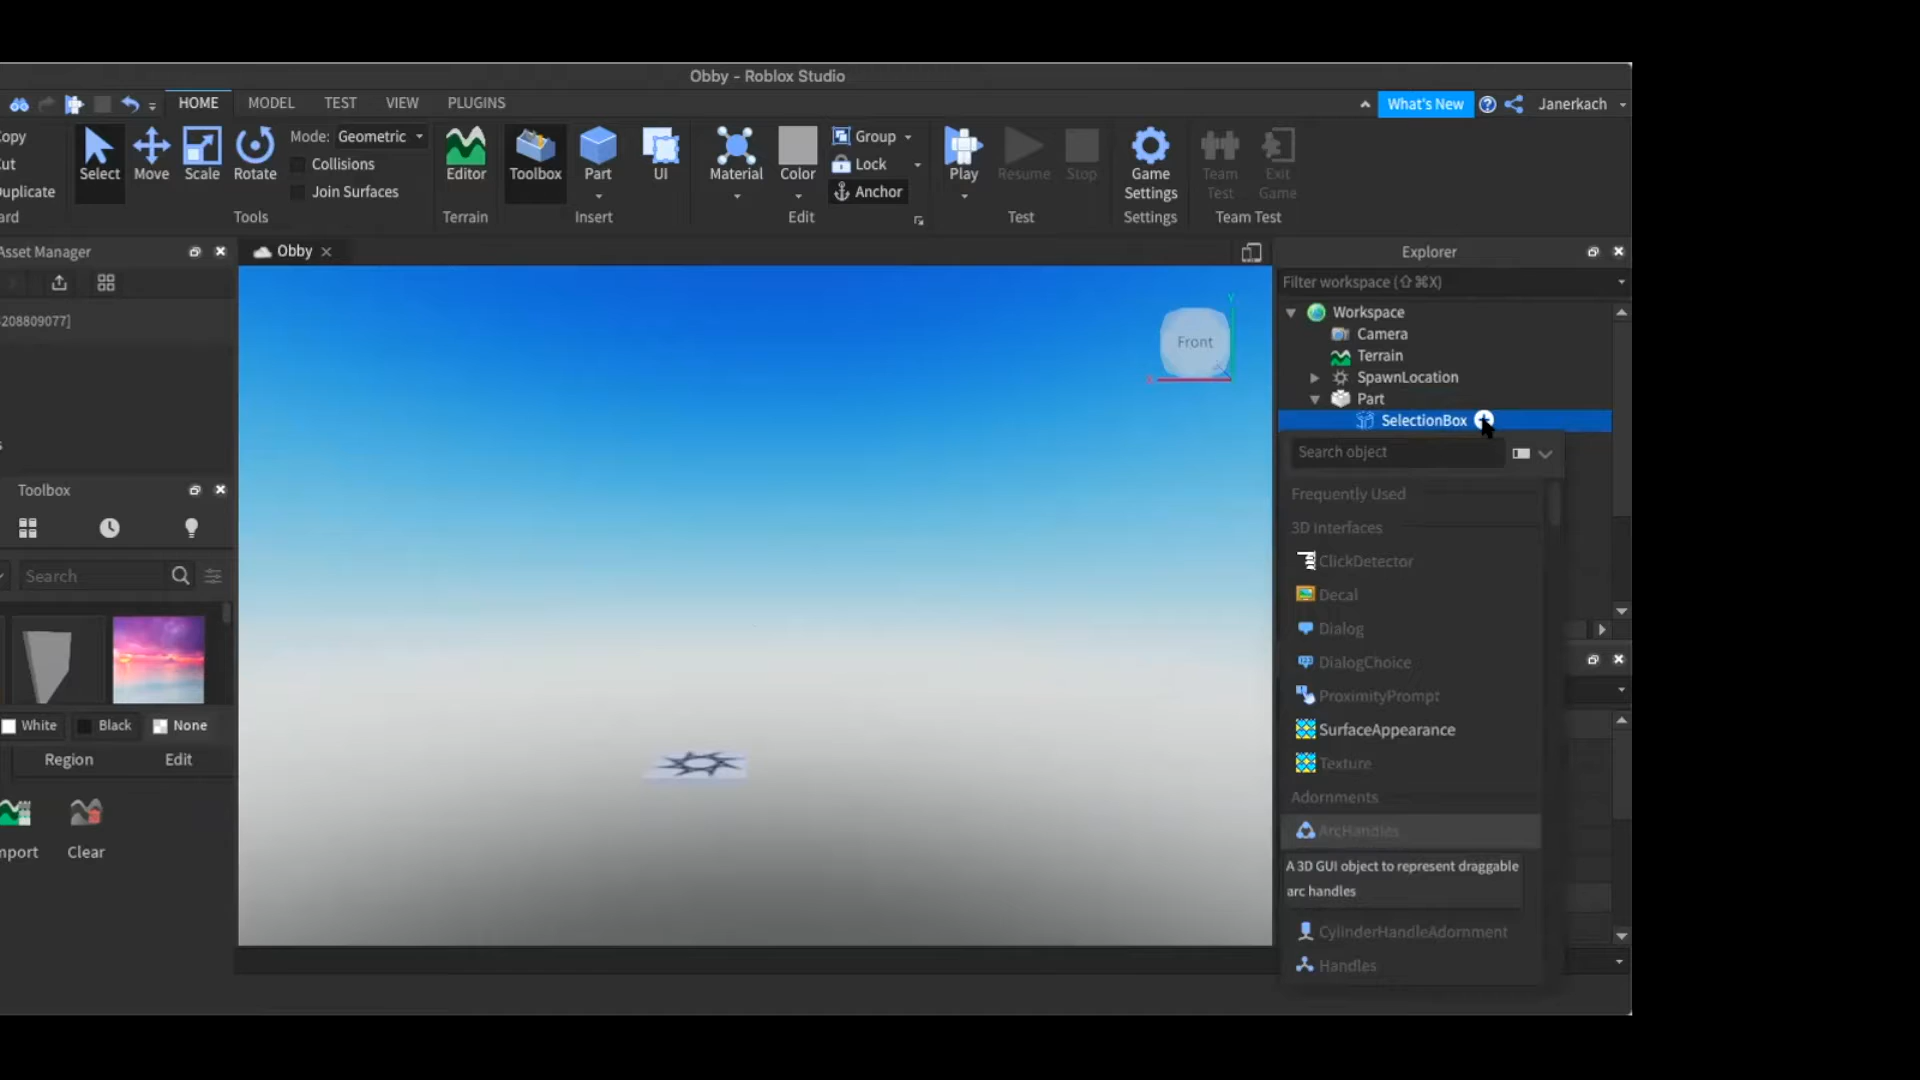 Obby - Roblox Studio
HOME MODEL TEST VIEW PLUGINS
What's New
Janerkach
Select Move Scale Rotate
Mode: Geometric
Collisions
Join Surfaces
Tools
Editor
Terrain
Toolbox Part UI
Insert
Material Color
Group
Lock
Anchor
Edit
Play Resume Stop
Test
Game Settings
Settings
Team Test
Exit Game
Team Test
opy
ut
uplicate
ard
Asset Manager
208809077]
s
Toolbox
Search
White Black None
Region Edit
mport Clear
Obby
Front
Y
Explorer
Filter workspace (⇧⌘X)
Workspace
Camera
Terrain
SpawnLocation
Part
SelectionBox
Search object
Frequently Used
3D Interfaces
ClickDetector
Decal
Dialog
DialogChoice
ProximityPrompt
SurfaceAppearance
Texture
Adornments
ArcHandles
A 3D GUI object to represent draggable
arc handles
CylinderHandleAdornment
Handles